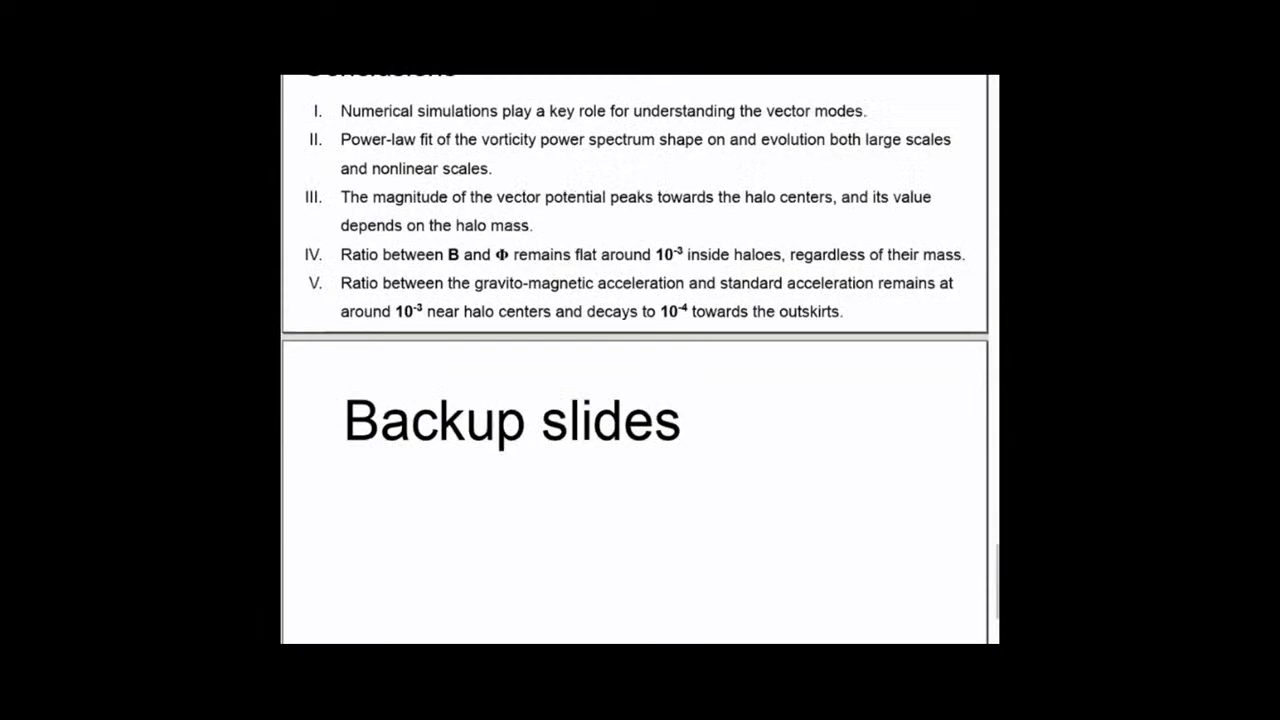 Conclusions
I. Numerical simulations play a key role for understanding the vector modes.
II. Power-law fit of the vorticity power spectrum shape on and evolution both large scales
and nonlinear scales.
III. The magnitude of the vector potential peaks towards the halo centers, and its value
depends on the halo mass.
IV. Ratio between B and Φ remains flat around 10⁻³ inside haloes, regardless of their mass.
V. Ratio between the gravito-magnetic acceleration and standard acceleration remains at
around 10⁻³ near halo centers and decays to 10⁻⁴ towards the outskirts.
Backup slides